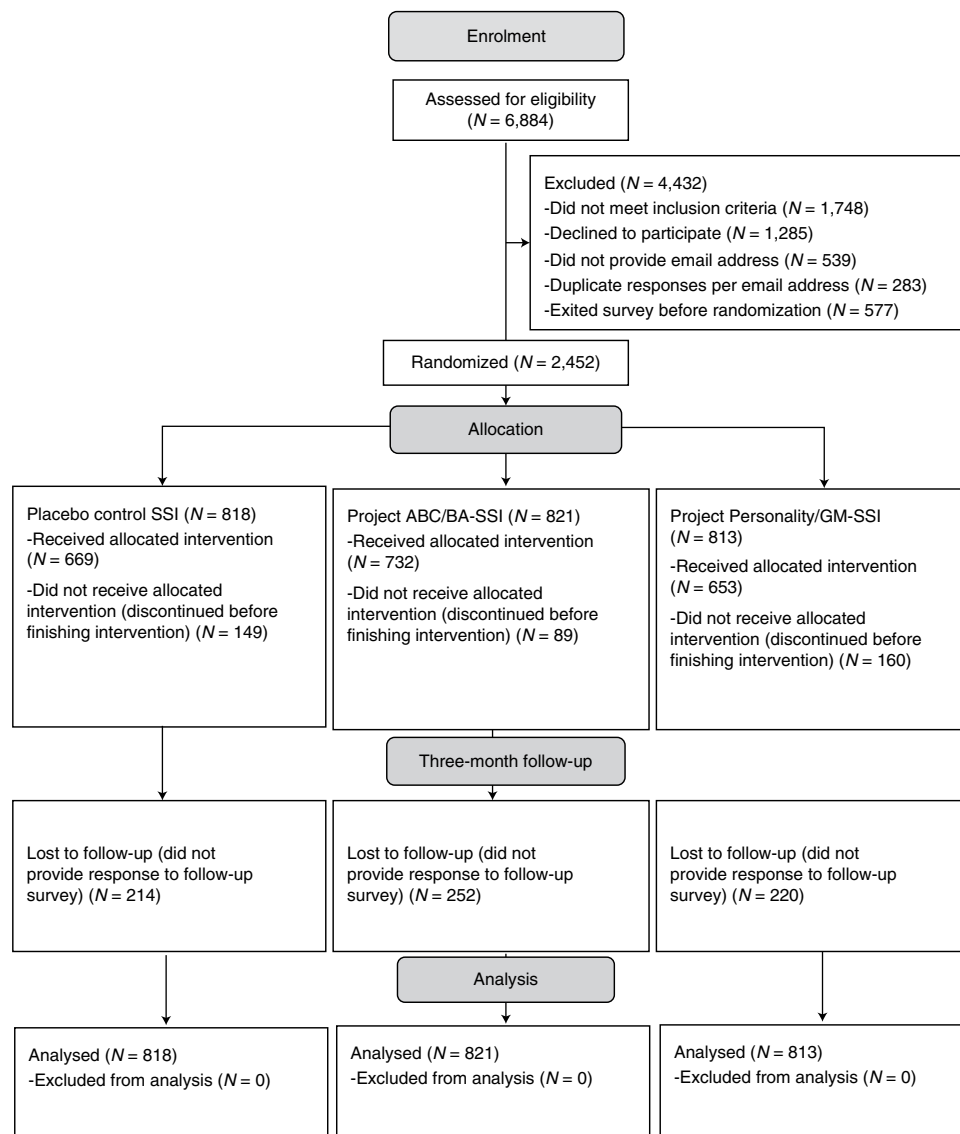 Enrolment
Assessed for eligibility
(N = 6,884)
Excluded (N = 4,432)
-Did not meet inclusion criteria (N = 1,748)
-Declined to participate (N = 1,285)
-Did not provide email address (N = 539)
-Duplicate responses per email address (N = 283)
-Exited survey before randomization (N = 577)
Randomized (N = 2,452)
Allocation
Placebo control SSI (N = 818)
-Received allocated intervention
(N = 669)
-Did not receive allocated
intervention (discontinued before
finishing intervention) (N = 149)
Project ABC/BA-SSI (N = 821)
-Received allocated intervention
(N = 732)
-Did not receive allocated
intervention (discontinued before
finishing intervention) (N = 89)
Project Personality/GM-SSI
(N = 813)
-Received allocated intervention
(N = 653)
-Did not receive allocated
intervention (discontinued before
finishing intervention) (N = 160)
Three-month follow-up
Lost to follow-up (did not
provide response to follow-up
survey) (N = 214)
Lost to follow-up (did not
provide response to follow-up
survey) (N = 252)
Lost to follow-up (did not
provide response to follow-up
survey) (N = 220)
Analysis
Analysed (N = 818)
-Excluded from analysis (N = 0)
Analysed (N = 821)
-Excluded from analysis (N = 0)
Analysed (N = 813)
-Excluded from analysis (N = 0)